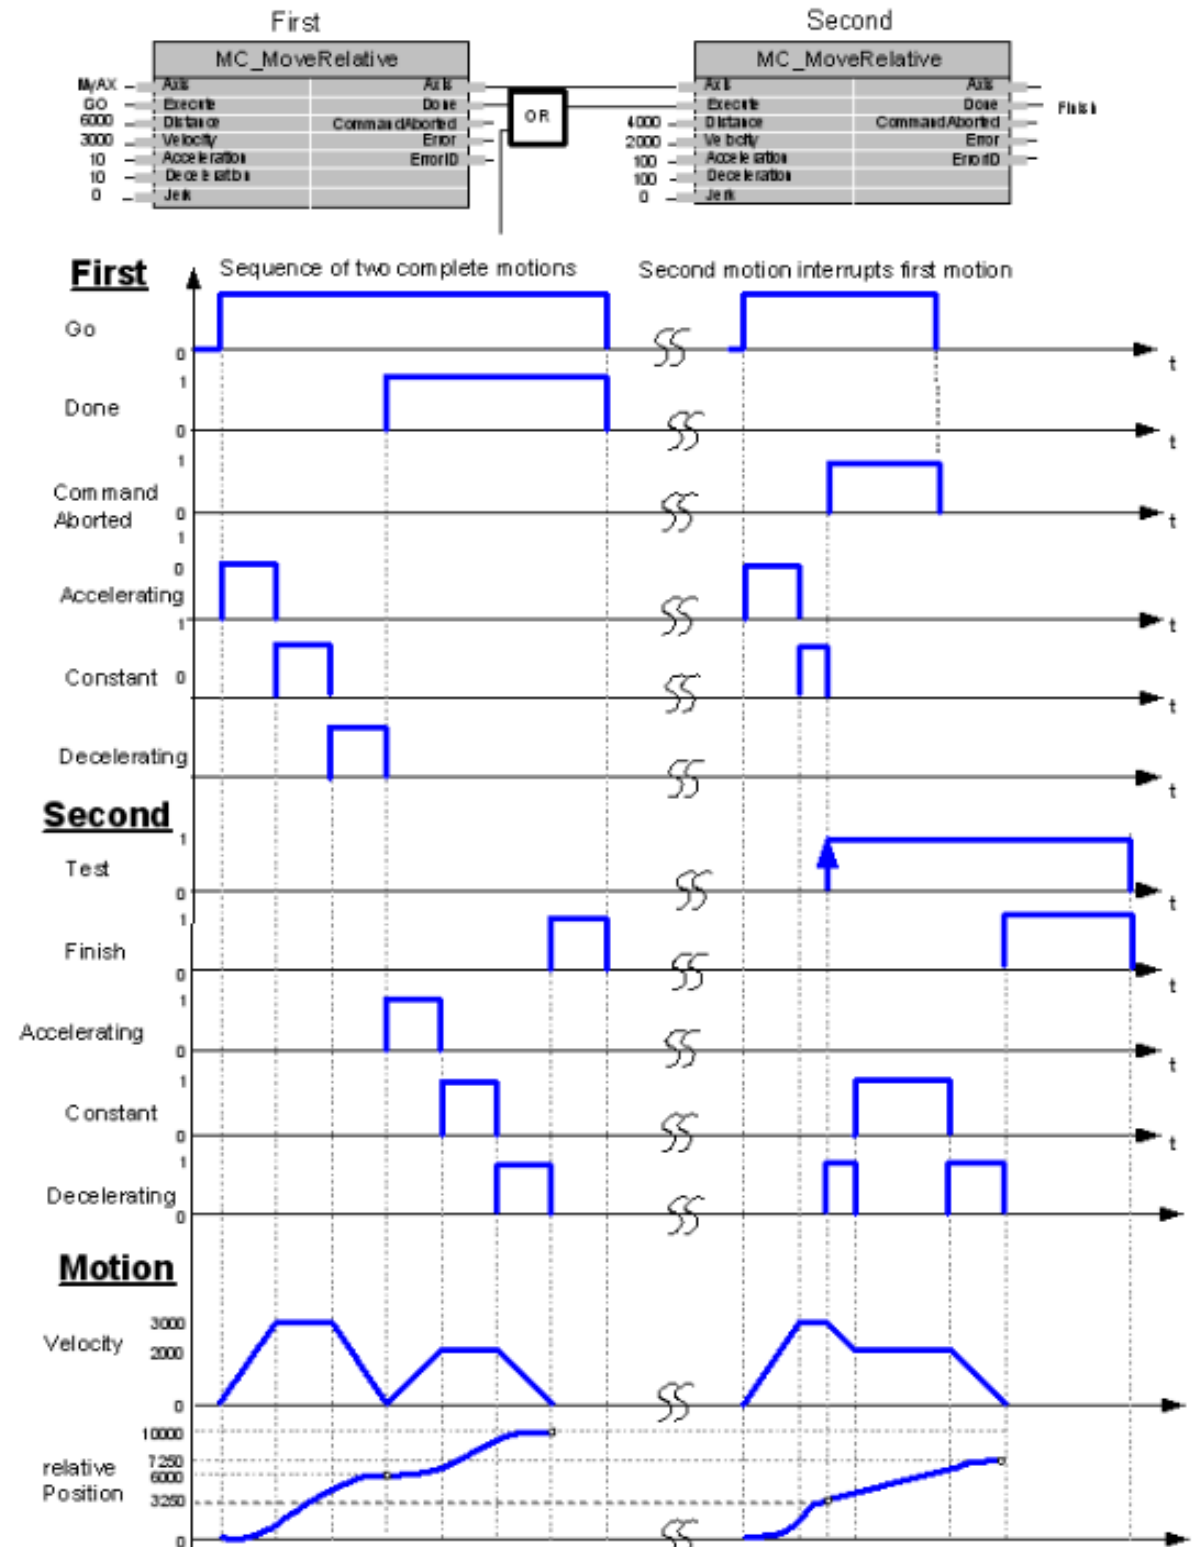 First Second
MC_MoveRelative MC_MoveRelative
MyAX Axis Axis Axis Axis
GO Execute Done OR Execute Done Finish
6000 Distance CommandAborted 4000 Distance CommandAborted
3000 Velocity Error 2000 Velocity Error
10 Acceleration ErrorID 100 Acceleration ErrorID
10 Deceleration 100 Deceleration
0 Jerk 0 Jerk
First Sequence of two complete motions Second motion interrupts first motion
Go
0 t
1
Done
0 t
1
Command
Aborted 0 t
1
0
Accelerating
1 t
Constant 0
t
Decelerating
t
Second
1
Test
0 t
1
Finish
0 t
1
Accelerating
0 t
1
Constant
0 t
1
Decelerating
0
Motion
3000
Velocity
2000
0
10000
7250
relative 6000
Position
3250
0